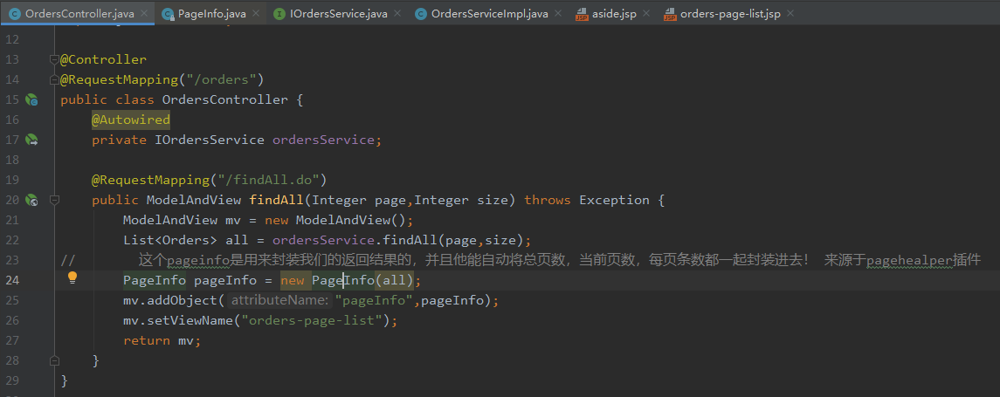 OrdersController.java PageInfo.java IOrdersService.java OrdersServiceImpl.java aside.jsp orders-page-list.jsp
12
13 @Controller
14 @RequestMapping("/orders")
15 public class OrdersController {
16 @Autowired
17 private IOrdersService ordersService;
18
19 @RequestMapping("/findAll.do")
20 public ModelAndView findAll(Integer page,Integer size) throws Exception {
21 ModelAndView mv = new ModelAndView();
22 List<Orders> all = ordersService.findAll(page,size);
23 // 这个pageinfo是用来封装我们的返回结果的，并且他能自动将总页数，当前页数，每页条数都一起封装进去！ 来源于pagehealper插件
24 PageInfo pageInfo = new PageInfo(all);
25 mv.addObject( attributeName: "pageInfo",pageInfo);
26 mv.setViewName("orders-page-list");
27 return mv;
28 }
29 }